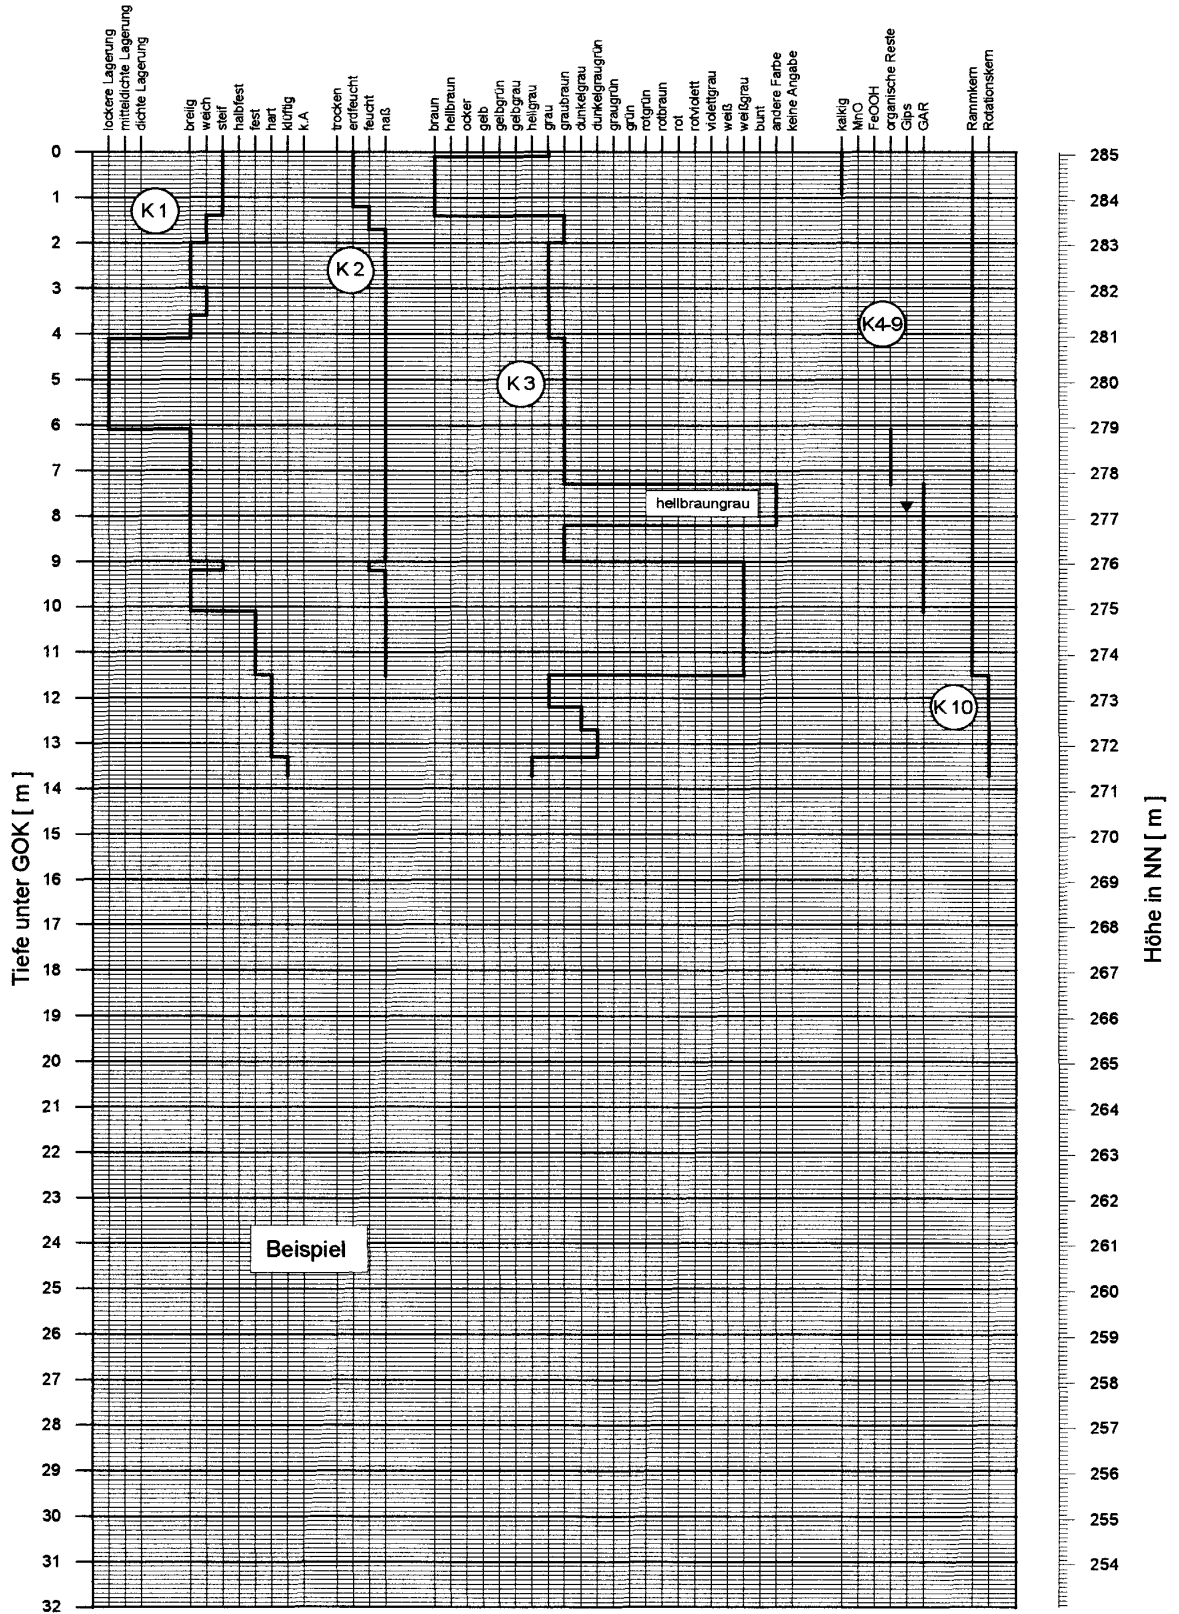 lockere Lagerung
mitteldichte Lagerung
dichte Lagerung
breiig
weich
steif
halbfest
fest
hart
klüftig
k.A
trocken
erdfeucht
feucht
naß
braun
hellbraun
ocker
gelb
gelbgrün
gelbgrau
hellgrau
grau
graubraun
dunkelgrau
dunkelgraugrün
graugrün
grün
rotgrün
rotbraun
rot
rotviolett
violettgrau
weiß
weißgrau
bunt
andere Farbe
keine Angabe
kalkig
MnO
FeOOH
organische Reste
Gips
GAR
Rammkern
Rotationskern
Tiefe unter GOK [ m ]
0
1
2
3
4
5
6
7
8
9
10
11
12
13
14
15
16
17
18
19
20
21
22
23
24
25
26
27
28
29
30
31
32
K 1
K 2
K 3
K4-9
K 10
hellbraungrau
Beispiel
285
284
283
282
281
280
279
278
277
276
275
274
273
272
271
270
269
268
267
266
265
264
263
262
261
260
259
258
257
256
255
254
Höhe in NN [ m ]